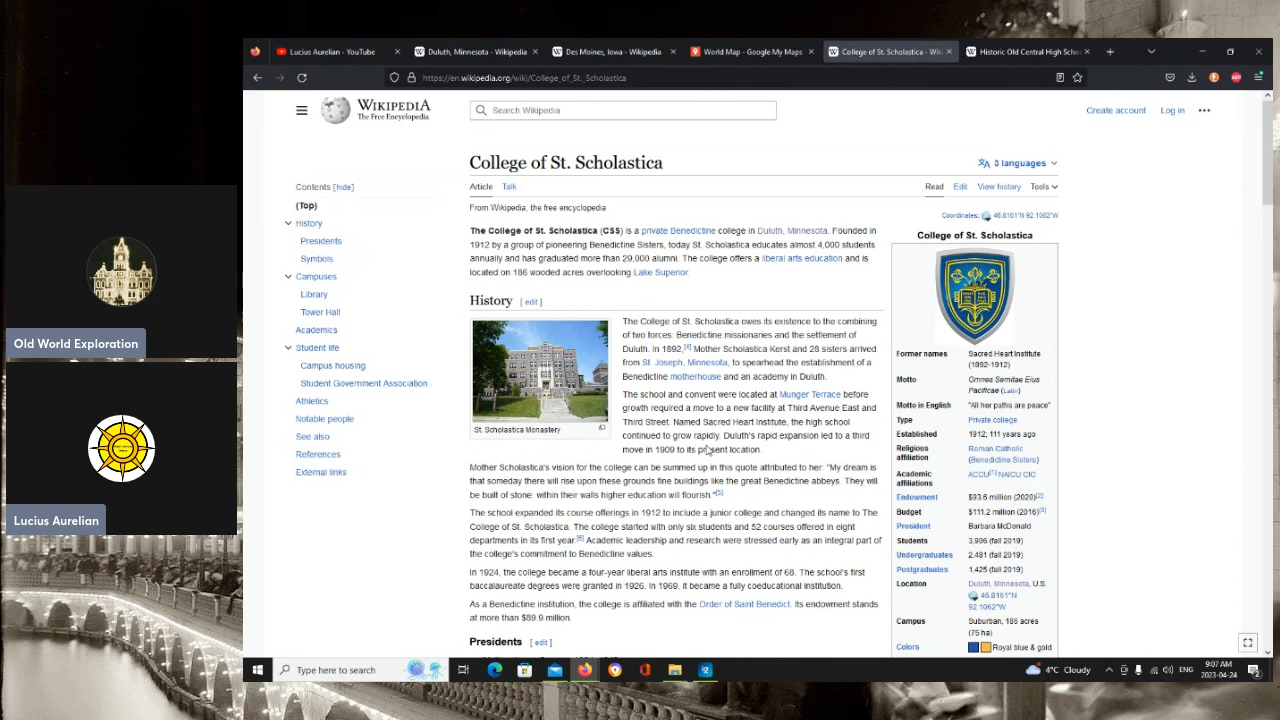 Lucius Aurelian - YouTube
Duluth, Minnesota - Wikipedia
Des Moines, Iowa - Wikipedia
World Map - Google My Maps
College of St. Scholastica - Wik
Historic Old Central High Scho
https://en.wikipedia.org/wiki/College_of_St._Scholastica
WIKIPEDIA
The Free Encyclopedia
Search Wikipedia
Create account
Log in
College of St. Scholastica
3 languages
Article
Talk
Read
Edit
View history
Tools
From Wikipedia, the free encyclopedia
Coordinates: 46.8161°N 92.1062°W
Contents [hide]
(Top)
History
Presidents
Symbols
Campuses
Library
Tower Hall
Academics
Student life
Campus housing
Student Government Association
Athletics
Notable people
See also
References
External links
The College of St. Scholastica (CSS) is a private Benedictine college in Duluth, Minnesota. Founded in
1912 by a group of pioneering Benedictine Sisters, today St. Scholastica educates almost 4,000 students
annually and has graduated more than 29,000 alumni. The college offers a liberal arts education and is
located on 186 wooded acres overlooking Lake Superior.
History [ edit ]
St. Scholastica Monastery
The College of St. Scholastica owes its existence to the combining
of two forces: Benedictine missionaries and the settlement of
Duluth. In 1892,[4] Mother Scholastica Kerst and 28 sisters arrived
from St. Joseph, Minnesota, to spearhead the establishment of a
Benedictine motherhouse and an academy in Duluth.
The school and convent were located at Munger Terrace before
growth required a move to a new facility at Third Avenue East and
Third Street. Named Sacred Heart Institute, the high school
continued to grow rapidly. Duluth's rapid expansion led to a third
move in 1909 to its present location.
Mother Scholastica's vision for the college can be summed up in this quote attributed to her: "My dream is
that someday there will rise upon these grounds fine buildings like the great Benedictine abbeys. They will
be built of stone: within their walls higher education will flourish."[5]
The school expanded its course offerings in 1912 to include a junior college and changed its name to The
College of St. Scholastica. The college started with only six students and 52 courses offered in eight
departments in its first year.[6] Academic leadership and research were stressed early as an integral part of
the college's commitment to Benedictine values.
In 1924, the college became a four-year liberal arts institute with an enrollment of 68. The school's first
baccalaureate degrees were granted in 1926. In 1969, it became a fully coeducational institution.
As a Benedictine institution, the college is affiliated with the Order of Saint Benedict. Its endowment stands
at more than $89.9 million.
Presidents [ edit ]
College of St. Scholastica
Former names Sacred Heart Institute
(1892-1912)
Motto Omnes Semitae Eius
Pacificae (Latin)
Motto in English "All her paths are peace"
Type Private college
Established 1912; 111 years ago
Religious affiliation Roman Catholic
(Benedictine Sisters)
Academic affiliations ACCU[1] NAICU CIC
Endowment $93.6 million (2020)[2]
Budget $111.2 million (2016)[3]
President Barbara McDonald
Students 3,906 (fall 2019)
Undergraduates 2,481 (fall 2019)
Postgraduates 1,425 (fall 2019)
Location Duluth, Minnesota, U.S.
46.8161°N
92.1062°W
Campus Suburban, 186 acres
(75 ha)
Colors Royal blue & gold
Old World Exploration
Lucius Aurelian
Type here to search
4°C Cloudy
ENG
9:07 AM
2023-04-24
2